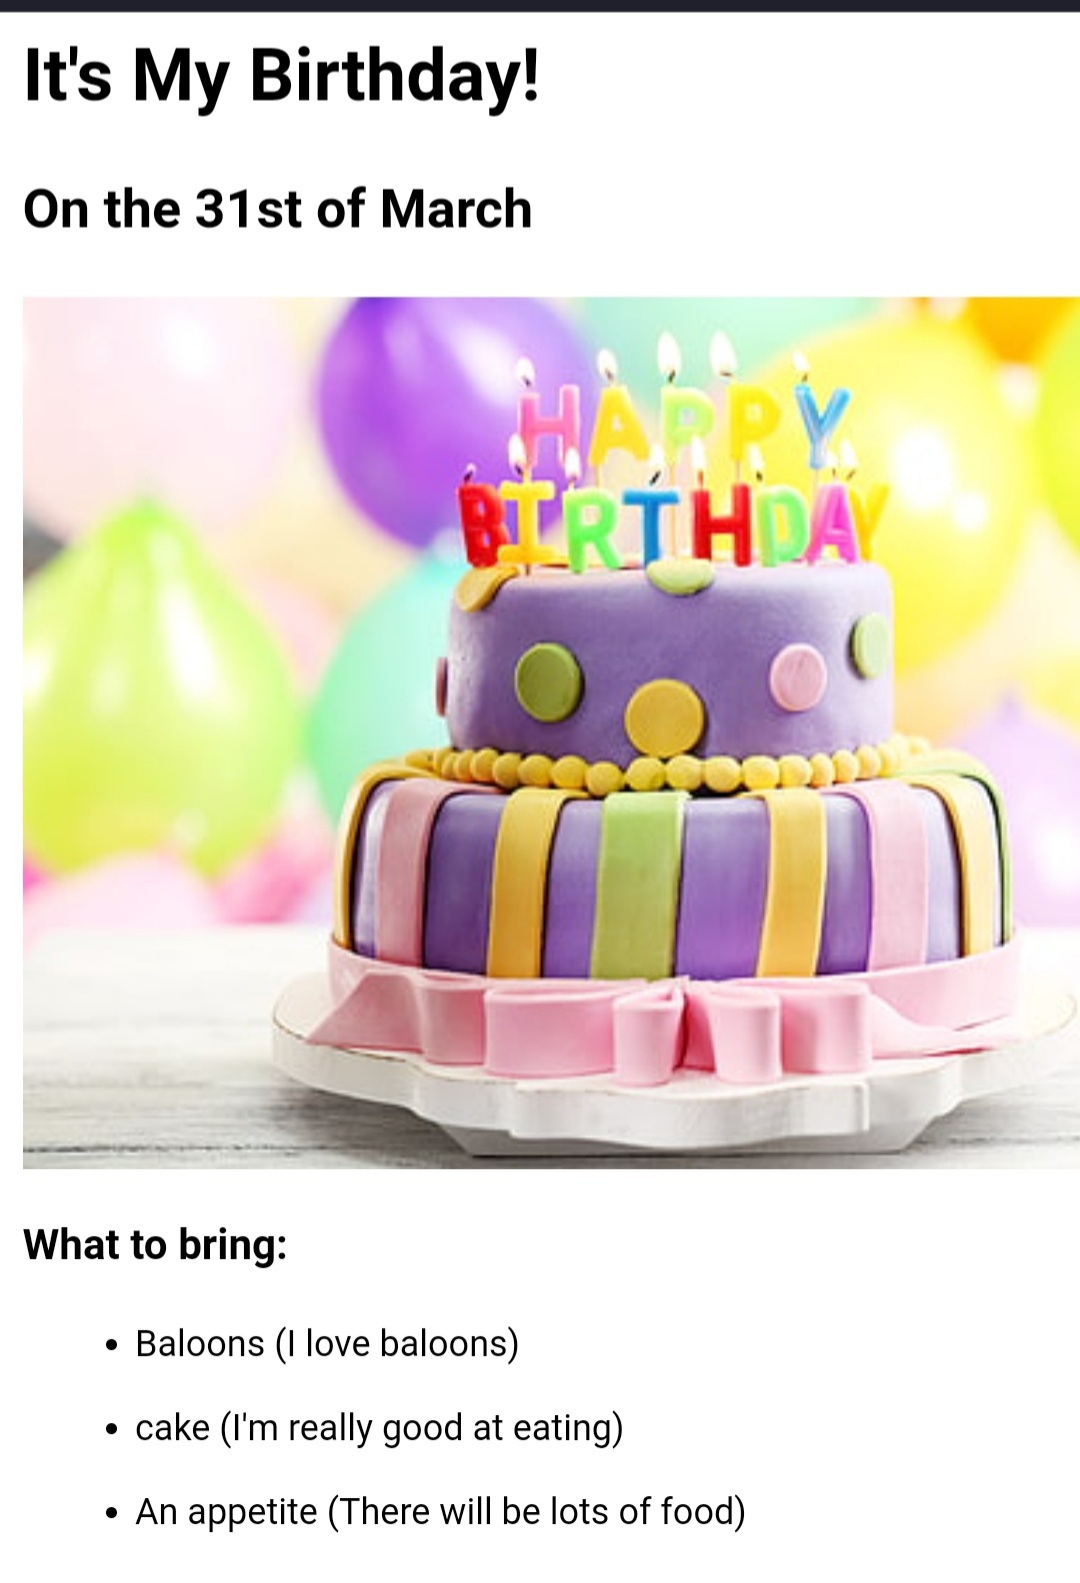 It's My Birthday!
On the 31st of March
HAPPY
BIRTHDAY
What to bring:
Baloons (I love baloons)
cake (I'm really good at eating)
An appetite (There will be lots of food)